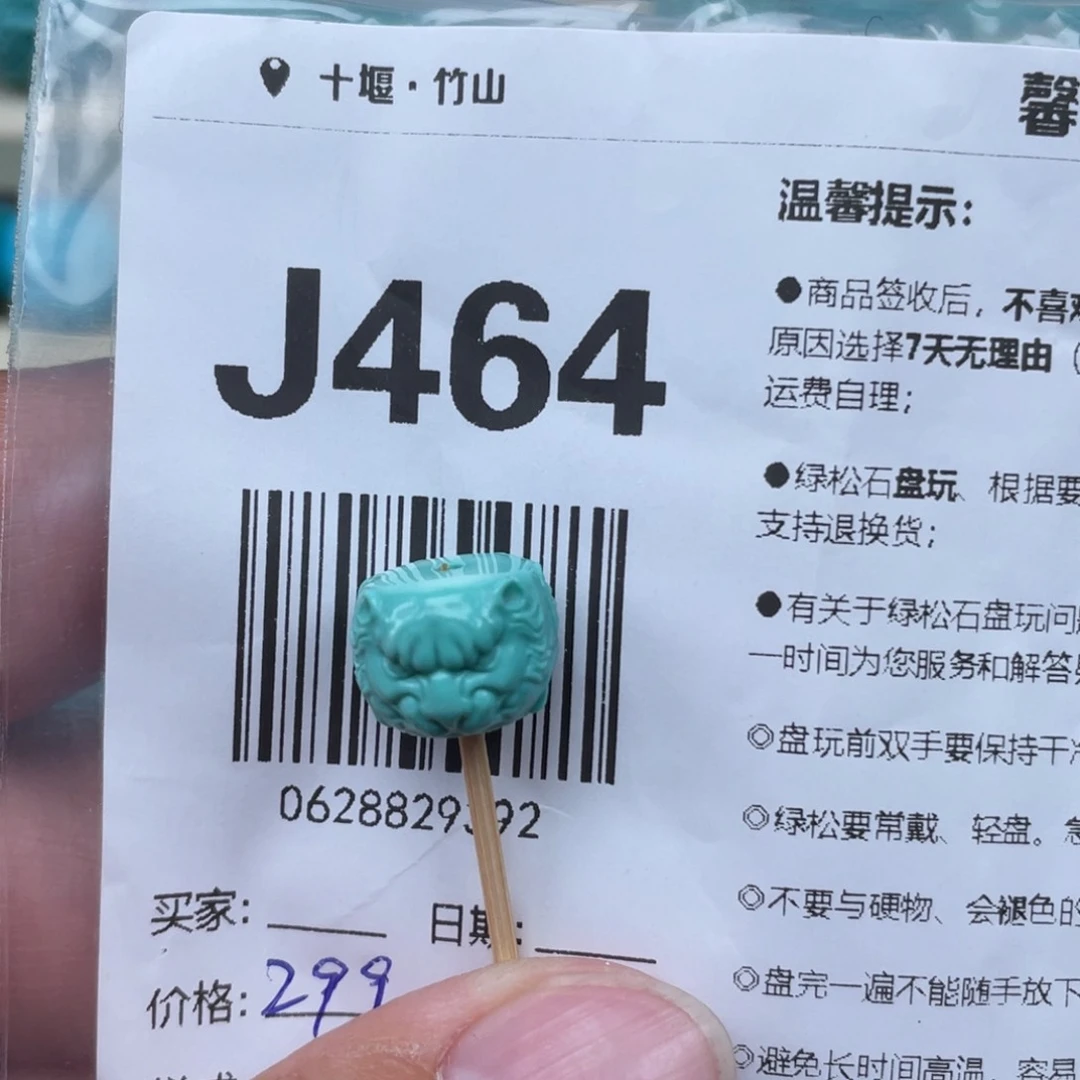 十堰·竹山
馨
温馨提示:
J464
●商品签收后,不喜
原因选择7天无理由(
运费自理;
●绿松石盘玩、根据要
支持退换货;
●有关于绿松石盘玩问
一时间为您服务和解答
◎盘玩前双手要保持干
◎绿松要常戴、轻盘。
◎不要与硬物、会褪色的
◎盘完一遍不能随手放下
◎避免长时间高温、容易
0628829392
买家:
日期:
价格: 299